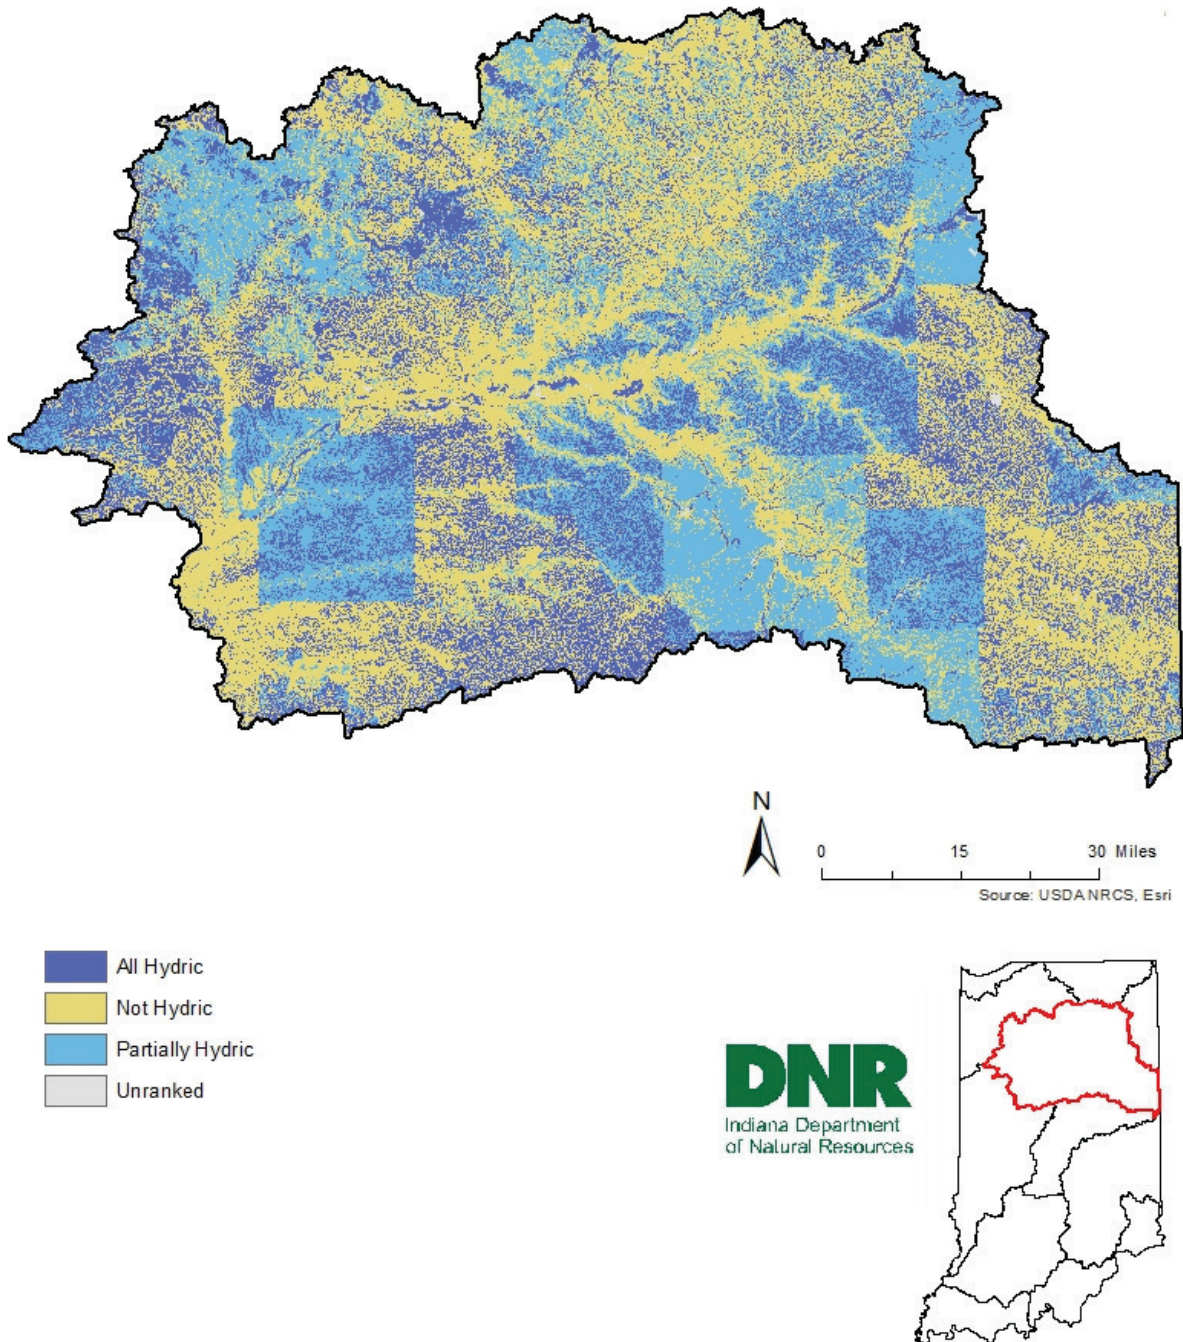 N
0 15 30 Miles
Source: USDA NRCS, Esri
All Hydric
Not Hydric
Partially Hydric
Unranked
DNR
Indiana Department
of Natural Resources